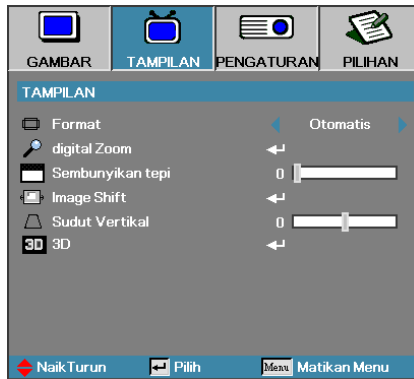 GAMBAR TAMPILAN PENGATURAN PILIHAN
TAMPILAN
Format Otomatis
digital Zoom
Sembunyikan tepi 0
Image Shift
Sudut Vertikal 0
3D 3D
NaikTurun Pilih Menu Matikan Menu